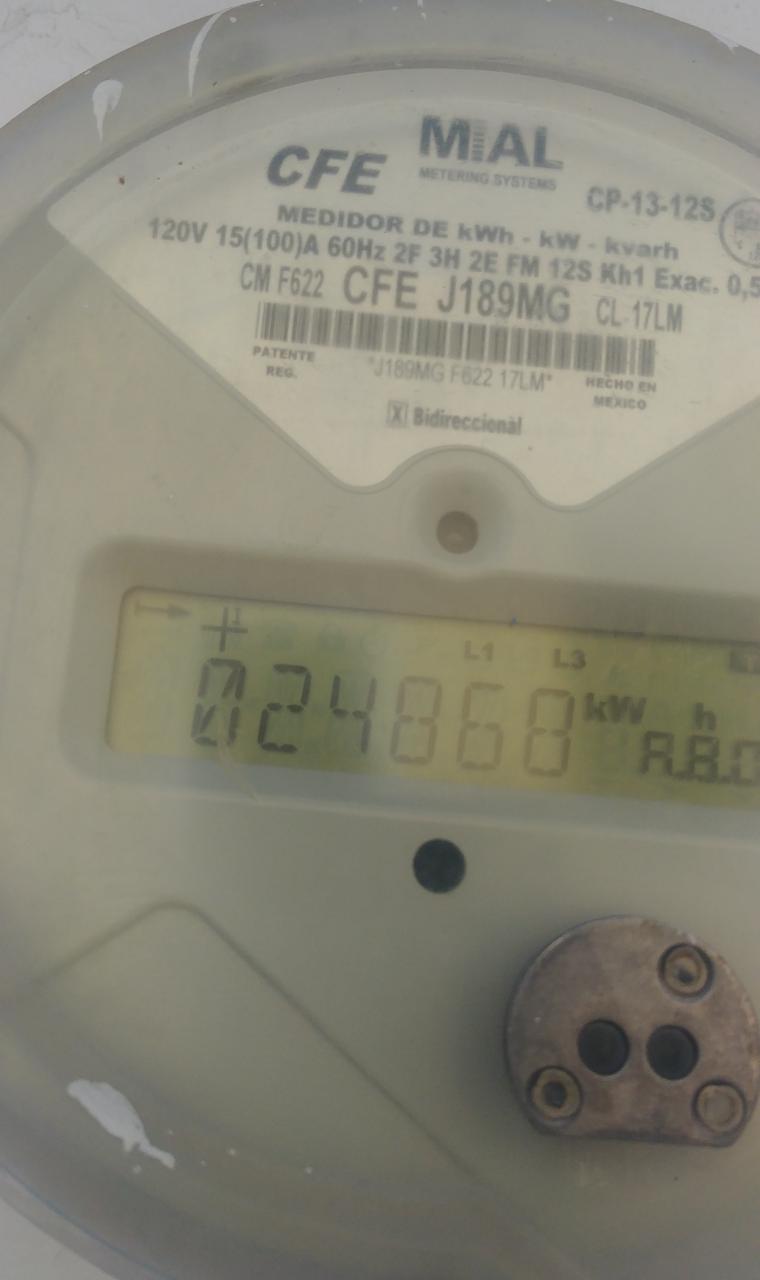 CFE MIAL
METERING SYSTEMS
CP-13-12S
MEDIDOR DE kWh - kW - kvarh
120V 15(100)A 60Hz 2F 3H 2E FM 12S Kh1 Exac. 0,5
CM F622 CFE J189MG CL 17LM
PATENTE REG.
*J189MG F622 17LM*
HECHO EN MEXICO
[X] Bidireccional
L1 L3
024868 kW h
A.B.